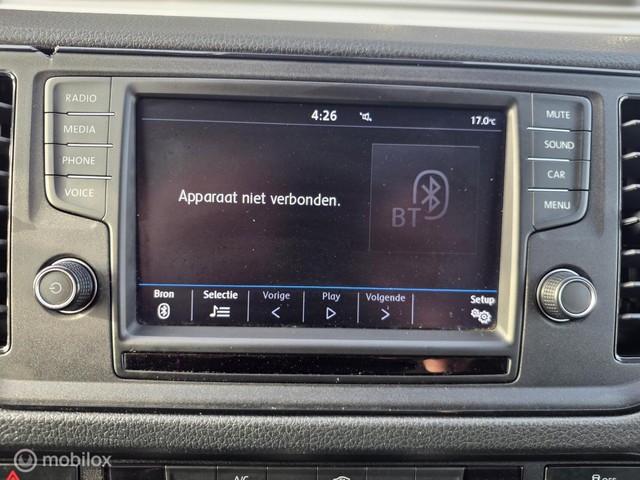 RADIO
MEDIA
PHONE
VOICE
4:26
17.0°C
Apparaat niet verbonden.
BT
Bron
Selectie
Vorige
Play
Volgende
Setup
MUTE
SOUND
CAR
MENU
A/C
OFF
mobilox